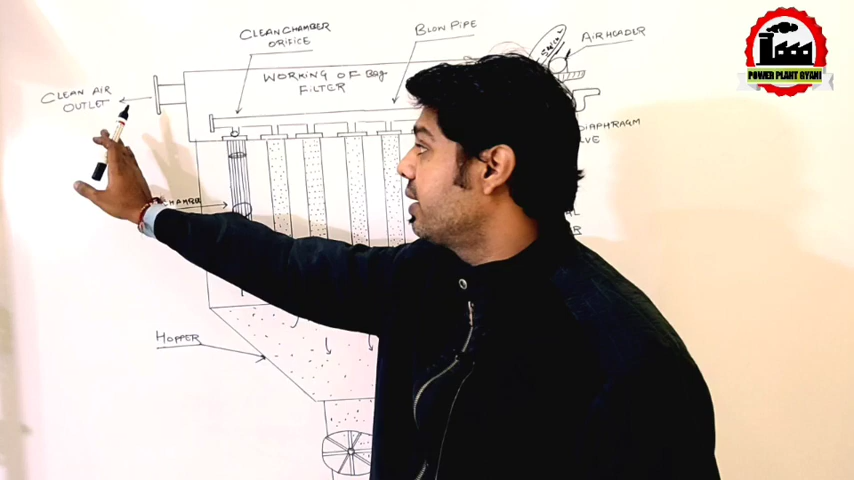 CLEAN CHAMBER
ORIFICE
BLOW PIPE
AIR HEADER
POWER PLANT GYANI
WORKING OF Bag
FILTER
CLEAN AIR
OUTLET
DIAPHRAGM
HOPPER